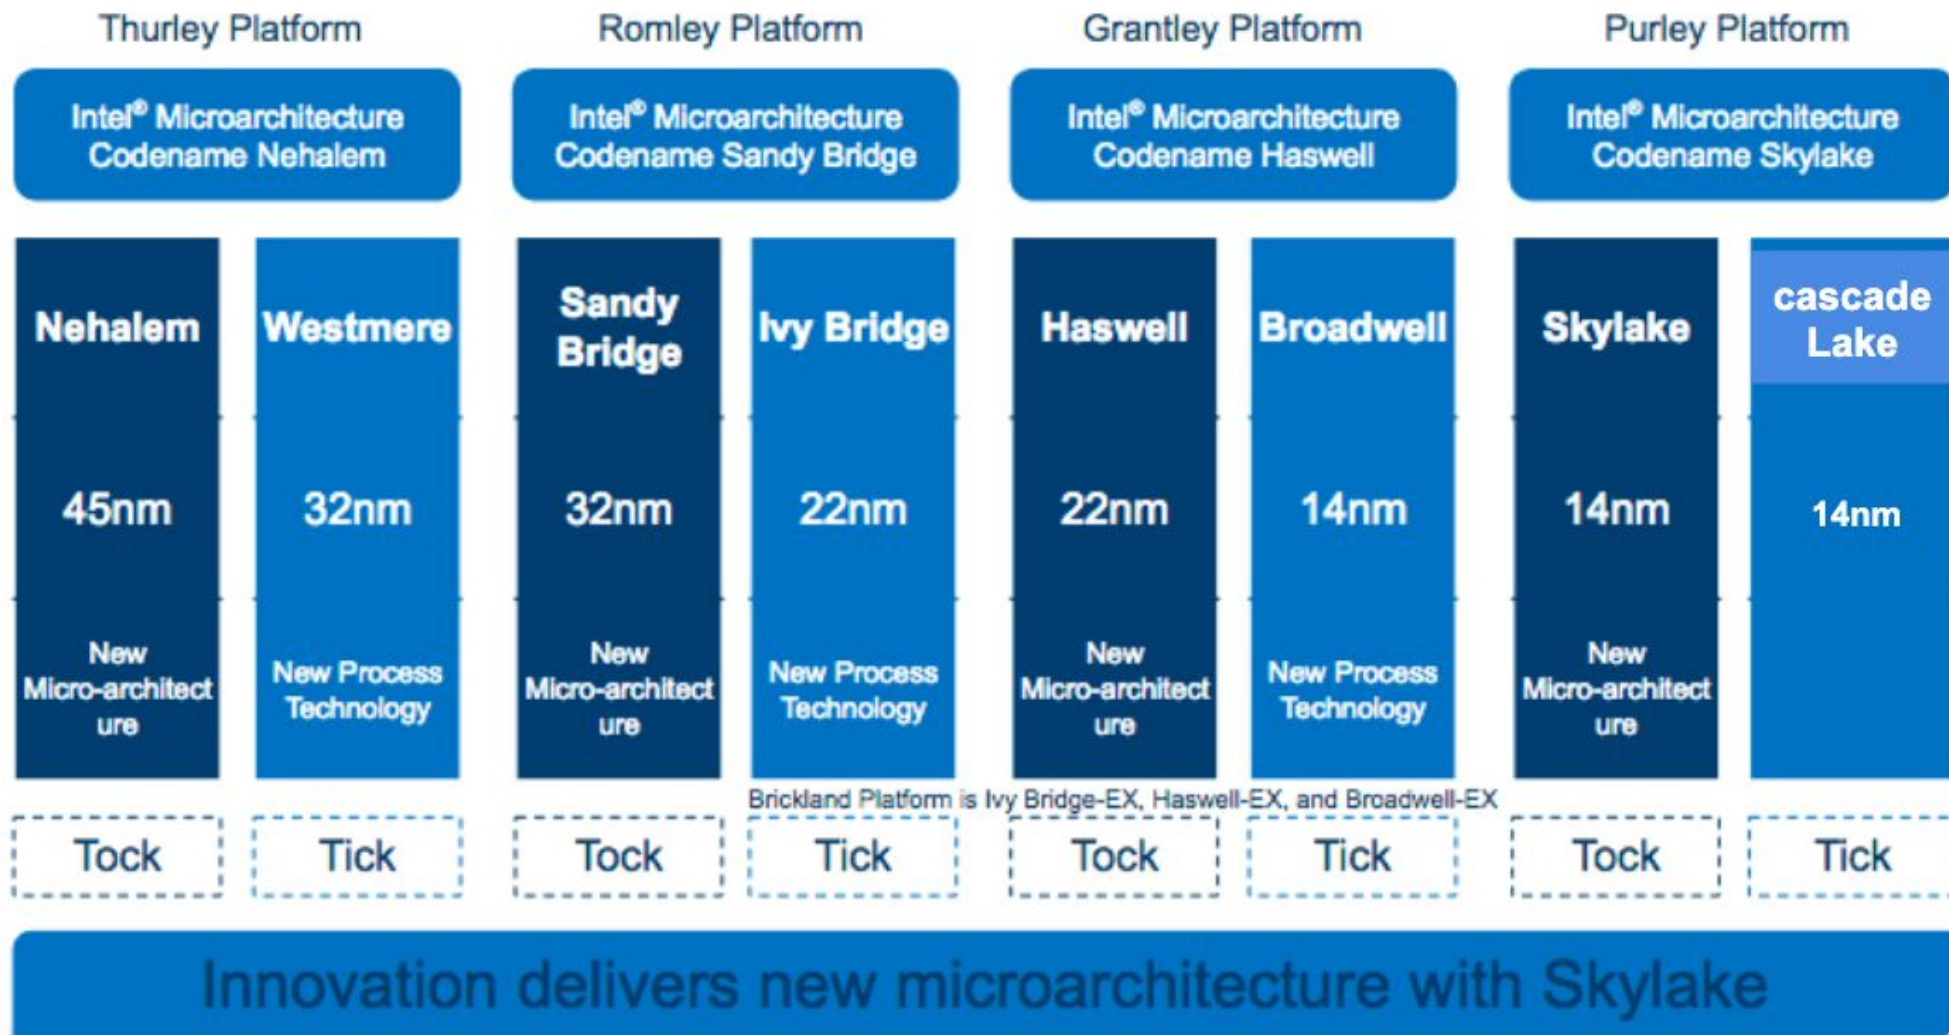 Thurley Platform
Romley Platform
Grantley Platform
Purley Platform
Intel® Microarchitecture
Codename Nehalem
Intel® Microarchitecture
Codename Sandy Bridge
Intel® Microarchitecture
Codename Haswell
Intel® Microarchitecture
Codename Skylake
Nehalem
45nm
New
Micro-architect
ure
Westmere
32nm
New Process
Technology
Sandy
Bridge
32nm
New
Micro-architect
ure
Ivy Bridge
22nm
New Process
Technology
Haswell
22nm
New
Micro-architect
ure
Broadwell
14nm
New Process
Technology
Skylake
14nm
New
Micro-architect
ure
cascade
Lake
14nm
Brickland Platform is Ivy Bridge-EX, Haswell-EX, and Broadwell-EX
Tock
Tick
Tock
Tick
Tock
Tick
Tock
Tick
Innovation delivers new microarchitecture with Skylake